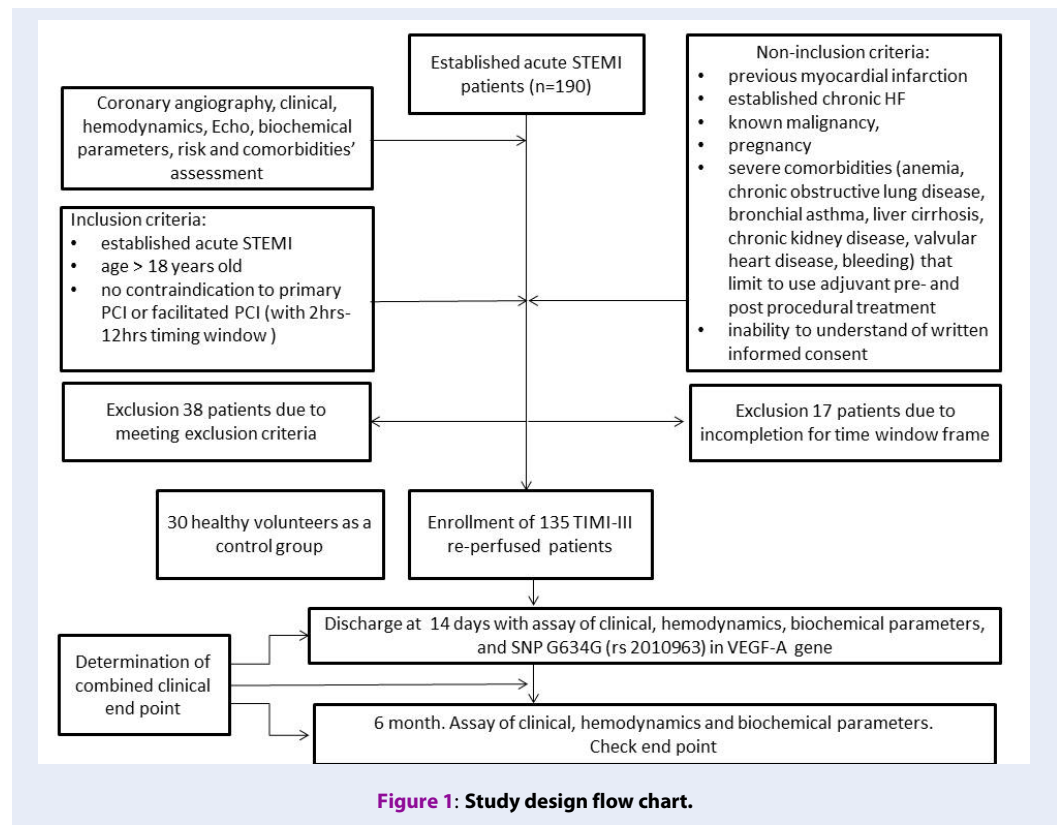 Established acute STEMI
patients (n=190)
Coronary angiography, clinical,
hemodynamics, Echo, biochemical
parameters, risk and comorbidities’
assessment
Non-inclusion criteria:
• previous myocardial infarction
• established chronic HF
• known malignancy,
• pregnancy
• severe comorbidities (anemia,
chronic obstructive lung disease,
bronchial asthma, liver cirrhosis,
chronic kidney disease, valvular
heart disease, bleeding) that
limit to use adjuvant pre- and
post procedural treatment
• inability to understand of written
informed consent
Inclusion criteria:
• established acute STEMI
• age > 18 years old
• no contraindication to primary
PCI or facilitated PCI (with 2hrs-
12hrs timing window )
Exclusion 38 patients due to
meeting exclusion criteria
Exclusion 17 patients due to
incompletion for time window frame
30 healthy volunteers as a
control group
Enrollment of 135 TIMI-III
re-perfused patients
Discharge at 14 days with assay of clinical, hemodynamics, biochemical parameters,
and SNP G634G (rs 2010963) in VEGF-A gene
Determination of
combined clinical
end point
6 month. Assay of clinical, hemodynamics and biochemical parameters.
Check end point
Figure 1: Study design flow chart.